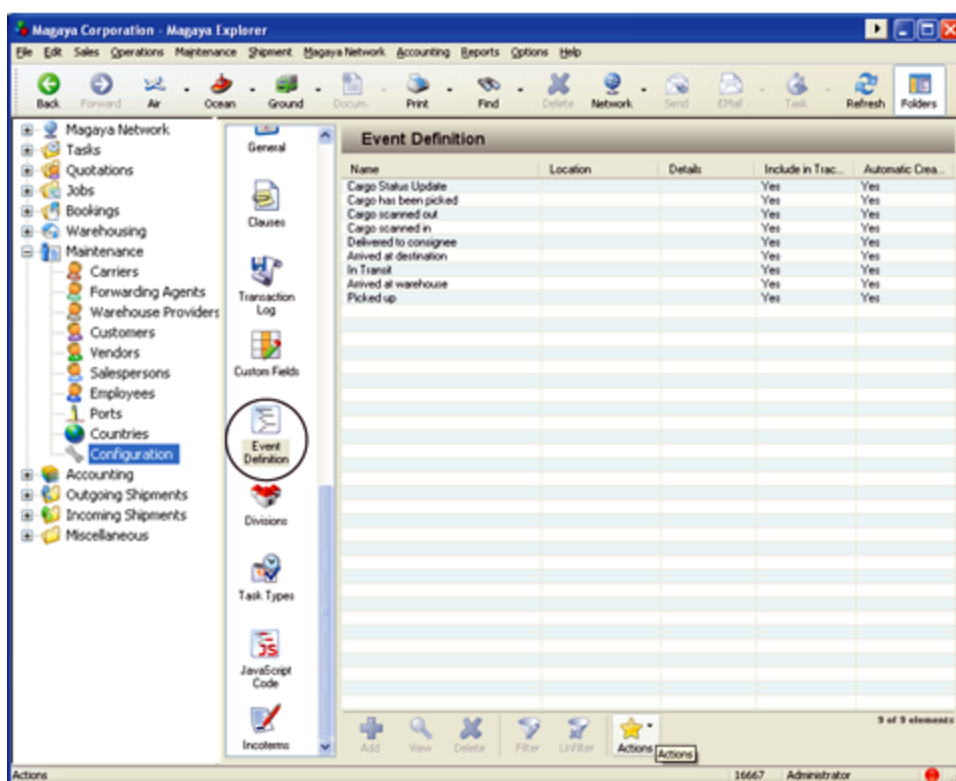 Magaya Corporation - Magaya Explorer
File Edit Sales Operations Maintenance Shipment Magaya Network Accounting Reports Options Help
Back Forward Air Ocean Ground Docum. Print Find Delete Network Send EMail Task Refresh Folders
Magaya Network
Tasks
Quotations
Jobs
Bookings
Warehousing
Maintenance
Carriers
Forwarding Agents
Warehouse Providers
Customers
Vendors
Salespersons
Employees
Ports
Countries
Configuration
Accounting
Outgoing Shipments
Incoming Shipments
Miscellaneous
General
Clauses
Transaction
Log
Custom Fields
Event
Definition
Divisions
Task Types
JS
JavaScript
Code
Incoterms
Event Definition
Name Location Details Include in Trac... Automatic Crea...
Cargo Status Update Yes Yes
Cargo has been picked Yes Yes
Cargo scanned out Yes Yes
Cargo scanned in Yes Yes
Delivered to consignee Yes Yes
Arrived at destination Yes Yes
In Transit Yes Yes
Arrived at warehouse Yes Yes
Picked up Yes Yes
9 of 9 elements
Add View Delete Filter Unfilter Actions
Actions
Actions 16667 Administrator